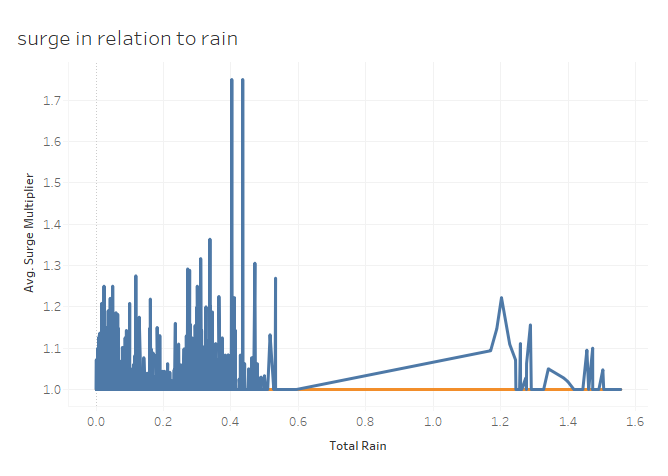 surge in relation to rain
1.7
1.6
1.5
1.4
1.3
1.2
1.1
1.0
Avg. Surge Multiplier
0.0 0.2 0.4 0.6 0.8 1.0 1.2 1.4 1.6
Total Rain